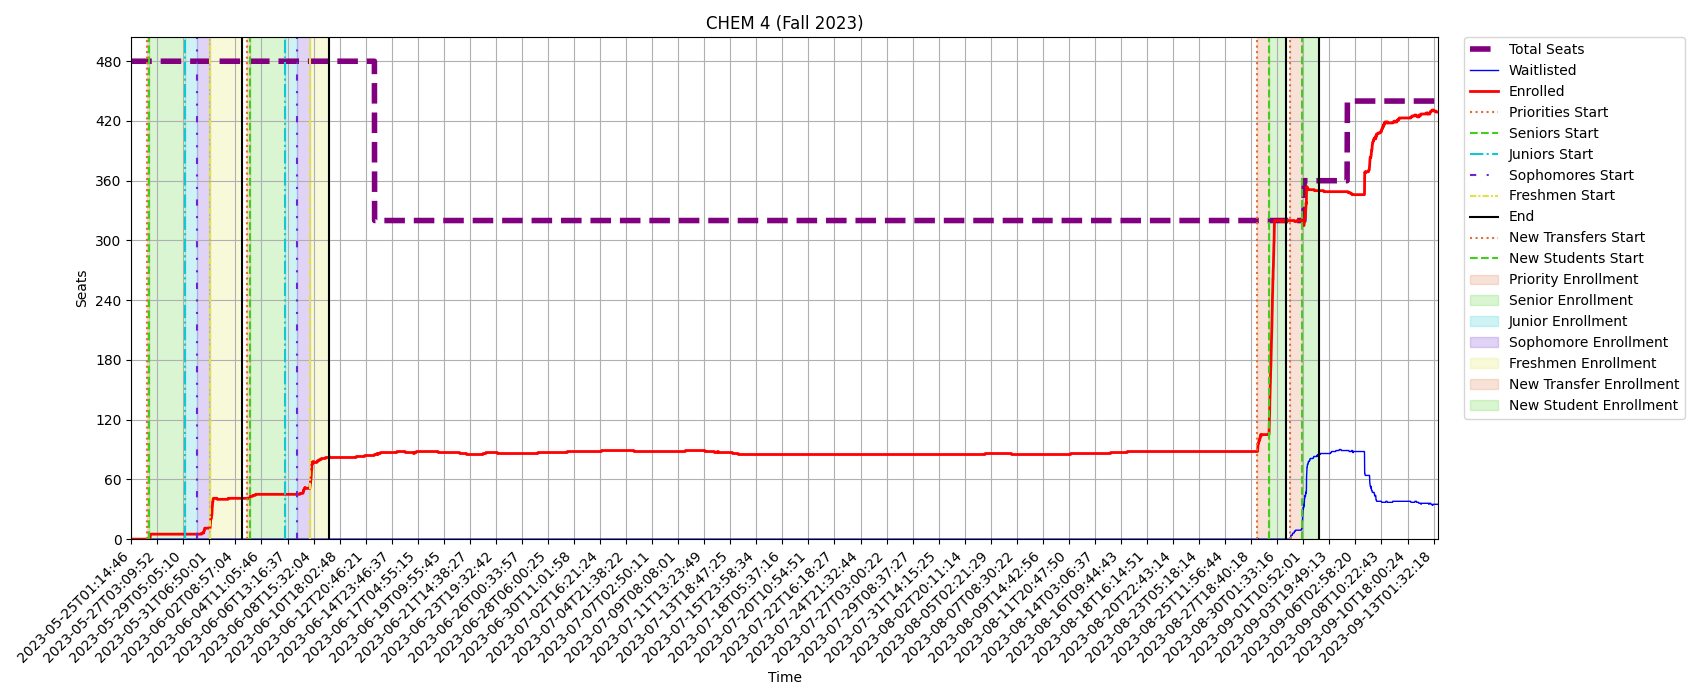 CHEM 4 (Fall 2023)
Seats
480
420
360
300
240
180
120
60
0
2023-05-25T01:14:46
2023-05-27T03:09:52
2023-05-29T05:05:10
2023-05-31T06:50:01
2023-06-02T08:57:04
2023-06-04T11:05:46
2023-06-06T13:16:37
2023-06-08T15:32:04
2023-06-10T18:02:48
2023-06-12T20:46:21
2023-06-14T23:46:37
2023-06-17T04:55:15
2023-06-19T09:55:45
2023-06-21T14:38:27
2023-06-23T19:32:42
2023-06-26T00:33:57
2023-06-28T06:00:25
2023-06-30T11:01:58
2023-07-02T16:21:24
2023-07-04T21:38:22
2023-07-07T02:50:11
2023-07-09T08:08:01
2023-07-11T13:23:49
2023-07-13T18:47:25
2023-07-15T23:58:34
2023-07-18T05:37:16
2023-07-20T10:54:51
2023-07-22T16:18:27
2023-07-24T21:32:44
2023-07-27T03:00:22
2023-07-29T08:37:27
2023-07-31T14:15:25
2023-08-02T20:11:14
2023-08-05T02:21:29
2023-08-07T08:30:22
2023-08-09T14:42:56
2023-08-11T20:47:50
2023-08-14T03:06:37
2023-08-16T09:44:43
2023-08-18T16:14:51
2023-08-20T22:43:14
2023-08-23T05:18:14
2023-08-25T11:56:44
2023-08-27T18:40:18
2023-08-30T01:33:16
2023-09-01T10:52:01
2023-09-03T19:49:13
2023-09-06T02:58:20
2023-09-08T10:22:43
2023-09-10T18:00:24
2023-09-13T01:32:18
Time
Total Seats
Waitlisted
Enrolled
Priorities Start
Seniors Start
Juniors Start
Sophomores Start
Freshmen Start
End
New Transfers Start
New Students Start
Priority Enrollment
Senior Enrollment
Junior Enrollment
Sophomore Enrollment
Freshmen Enrollment
New Transfer Enrollment
New Student Enrollment